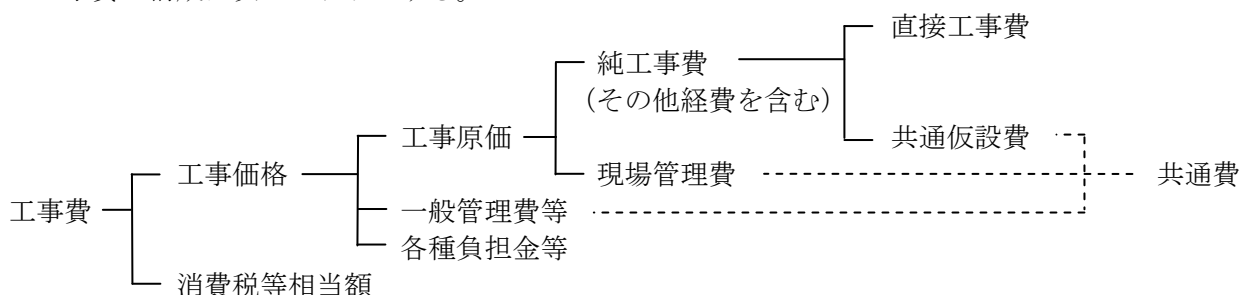 直接工事費
純工事費
(その他経費を含む)
工事原価
共通仮設費
工事価格
現場管理費
共通費
工事費
一般管理費等
各種負担金等
消費税等相当額